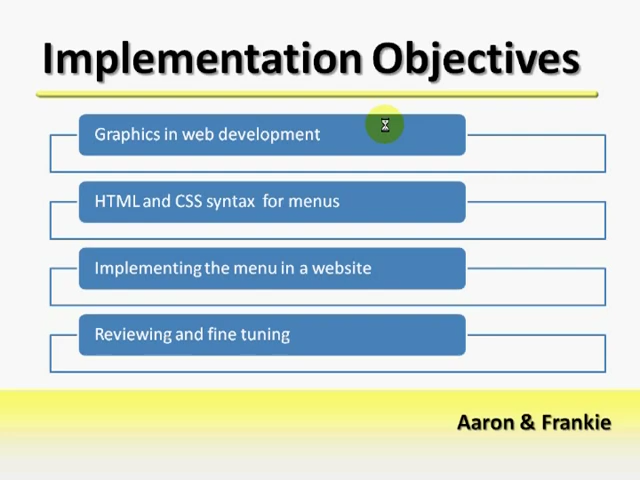 Implementation Objectives
Graphics in web development
HTML and CSS syntax for menus
Implementing the menu in a website
Reviewing and fine tuning
Aaron & Frankie